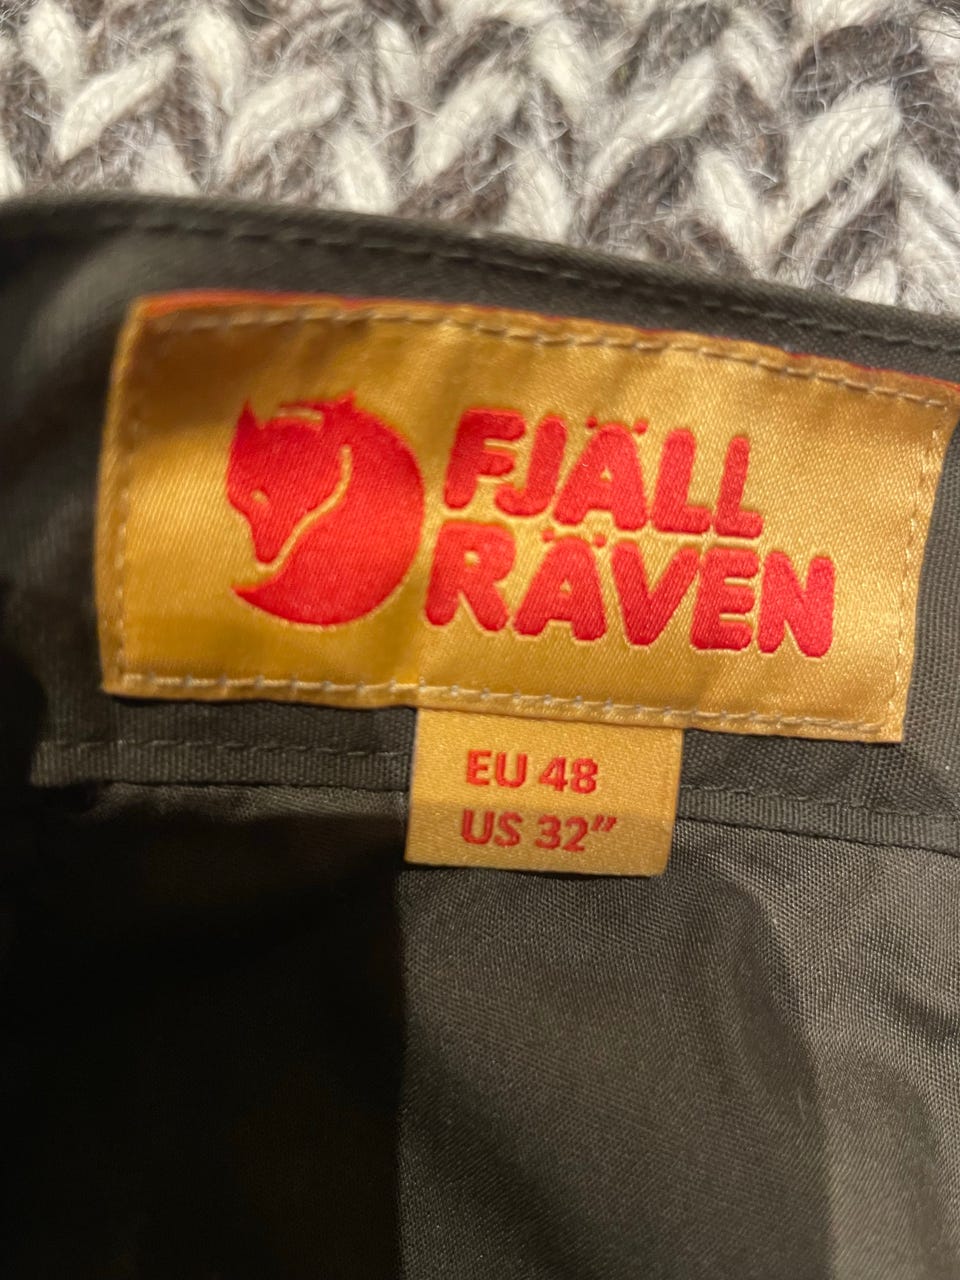 FJÄLL
RÄVEN
EU 48
US 32”